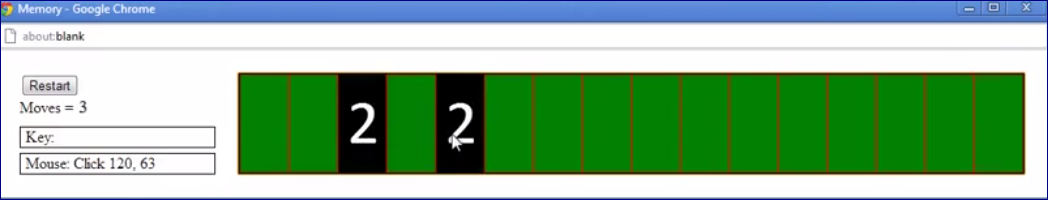 Memory - Google Chrome
about:blank
Restart
Moves = 3
Key:
Mouse: Click 120, 63
2 2